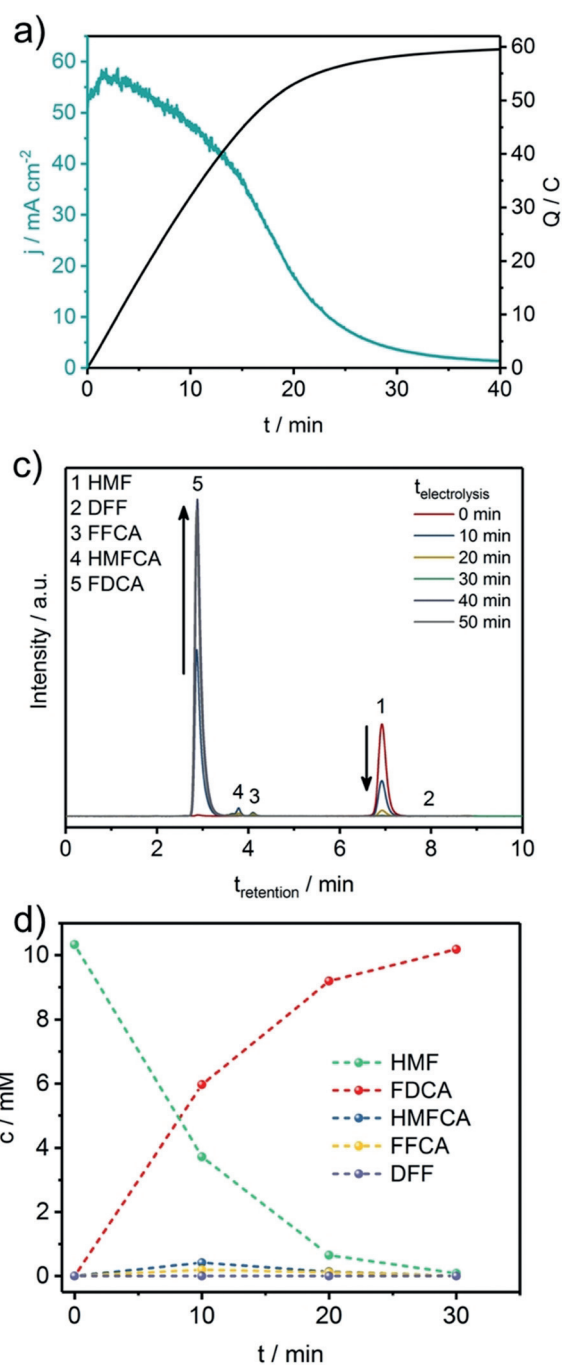 a)
j / mA cm⁻²
60
50
40
30
20
10
0
Q / C
60
50
40
30
20
10
0
0 10 20 30 40
t / min
c)
1 HMF
2 DFF
3 FFCA
4 HMFCA
5 FDCA
5
t_electrolysis
0 min
10 min
20 min
30 min
40 min
50 min
1
4 3
2
Intensity / a.u.
0 2 4 6 8 10
t_retention / min
d)
c / mM
10
8
6
4
2
0
HMF
FDCA
HMFCA
FFCA
DFF
0 10 20 30
t / min